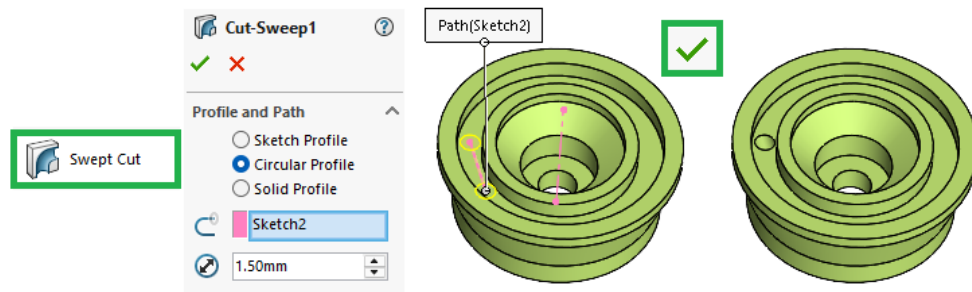 Swept Cut
Cut-Sweep1
?
Profile and Path
Sketch Profile
Circular Profile
Solid Profile
Sketch2
1.50mm
Path(Sketch2)